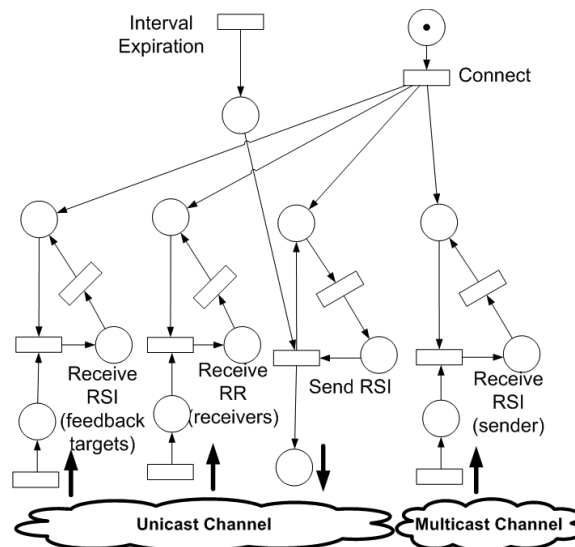 Interval
Expiration
Connect
Receive
RSI
(feedback
targets)
Receive
RR
(receivers)
Send RSI
Receive
RSI
(sender)
Unicast Channel
Multicast Channel